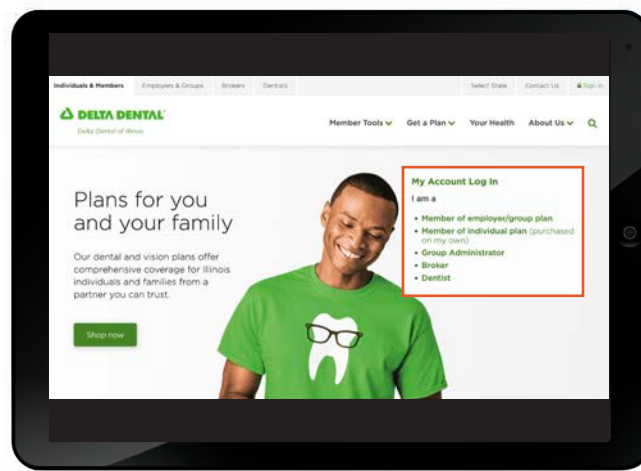 Individuals & Members Employers & Groups Brokers Dentists Select State Contact Us Sign in
DELTA DENTAL
Delta Dental of Illinois
Member Tools Get a Plan Your Health About Us
My Account Log In
I am a
• Member of employer/group plan
• Member of individual plan (purchased
on my own)
• Group Administrator
• Broker
• Dentist
Plans for you
and your family
Our dental and vision plans offer
comprehensive coverage for Illinois
individuals and families from a
partner you can trust.
Shop now